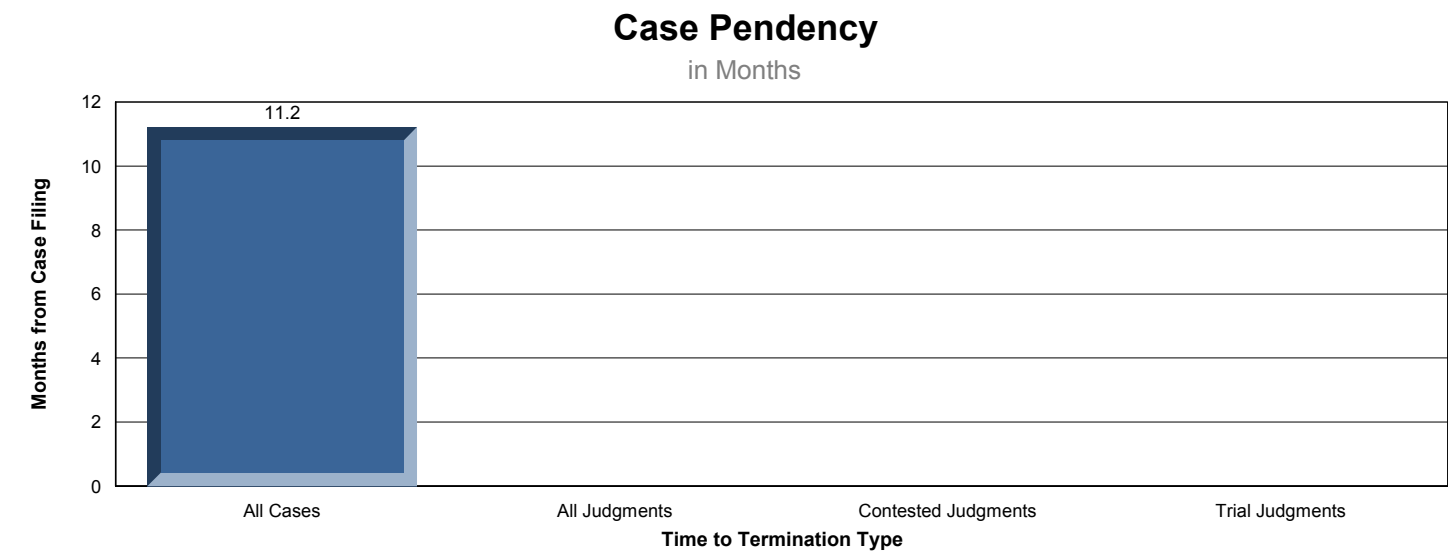 Case Pendency
in Months
12
11.2
10
8
6
4
2
0
Months from Case Filing
All Cases
All Judgments
Contested Judgments
Trial Judgments
Time to Termination Type